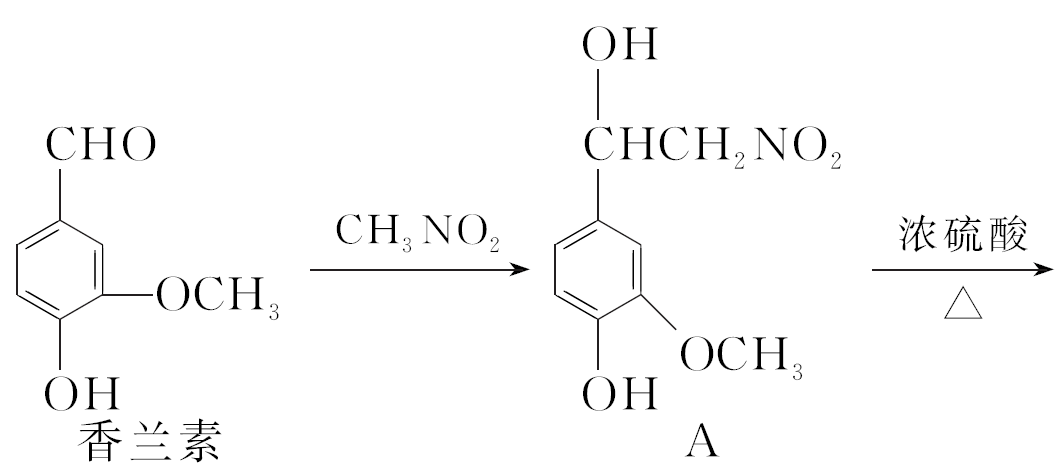 CHO
OCH₃
OH
香兰素
CH₃NO₂
OH
CHCH₂NO₂
OCH₃
OH
A
浓硫酸
△